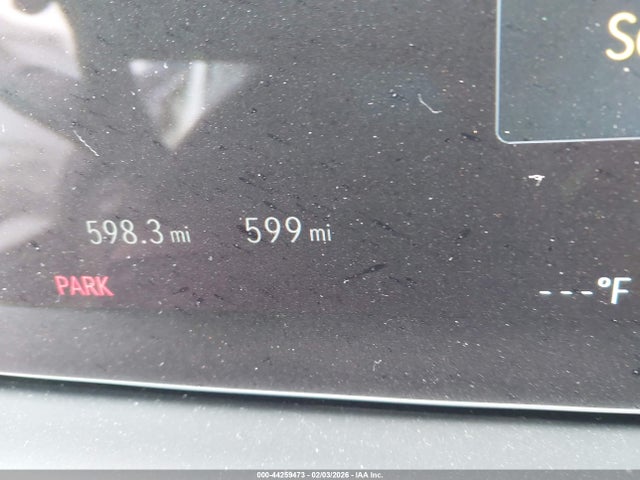 598.3 mi 599 mi
PARK
---°F
000-44259473 - 02/03/2026 - IAA Inc.